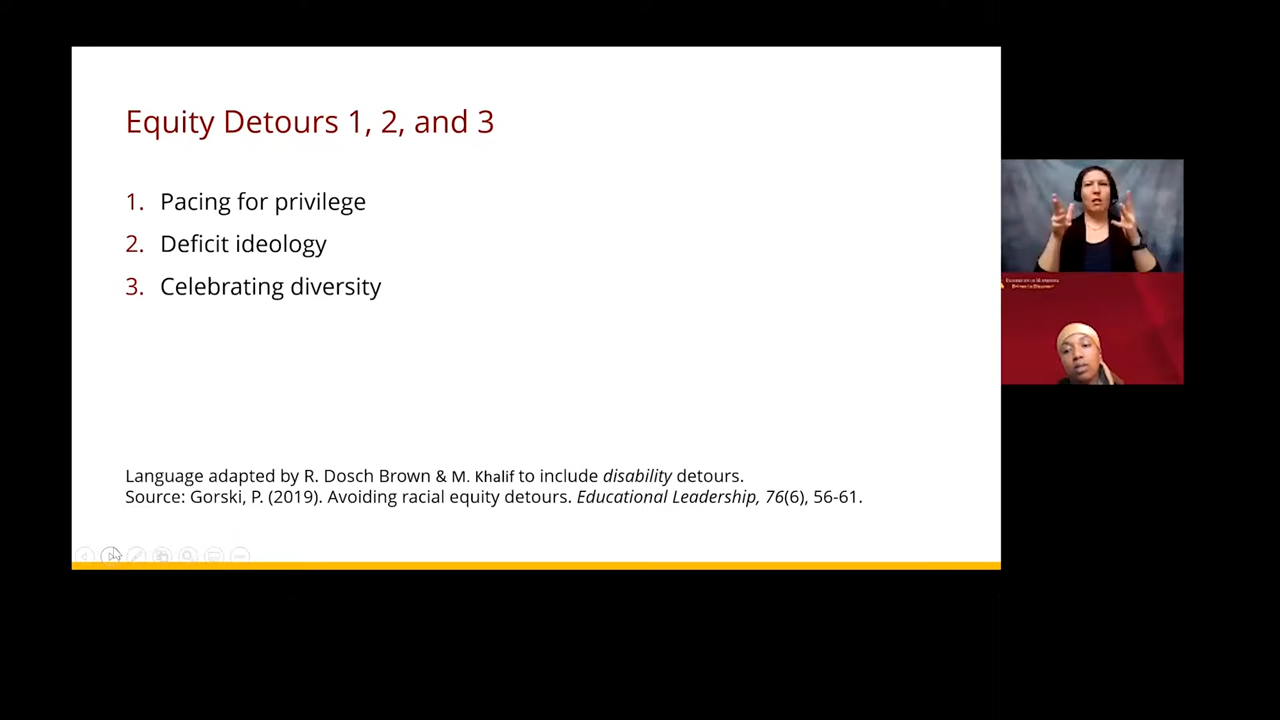 Equity Detours 1, 2, and 3
1. Pacing for privilege
2. Deficit ideology
3. Celebrating diversity
Language adapted by R. Dosch Brown & M. Khalif to include disability detours.
Source: Gorski, P. (2019). Avoiding racial equity detours. Educational Leadership, 76(6), 56-61.